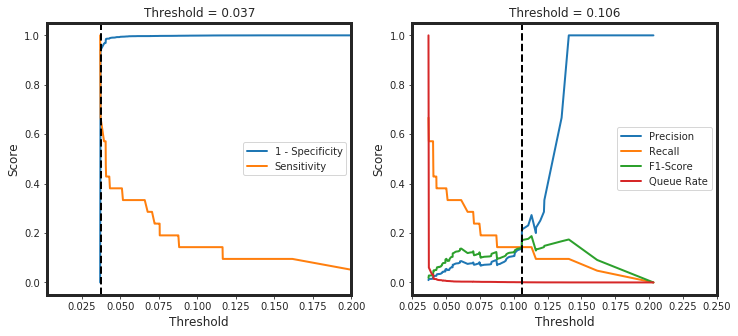 Threshold = 0.037
Score
1.0
0.8
0.6
0.4
0.2
0.0
1 - Specificity
Sensitivity
0.025 0.050 0.075 0.100 0.125 0.150 0.175 0.200
Threshold
Threshold = 0.106
Score
1.0
0.8
0.6
0.4
0.2
0.0
Precision
Recall
F1-Score
Queue Rate
0.025 0.050 0.075 0.100 0.125 0.150 0.175 0.200 0.225 0.250
Threshold